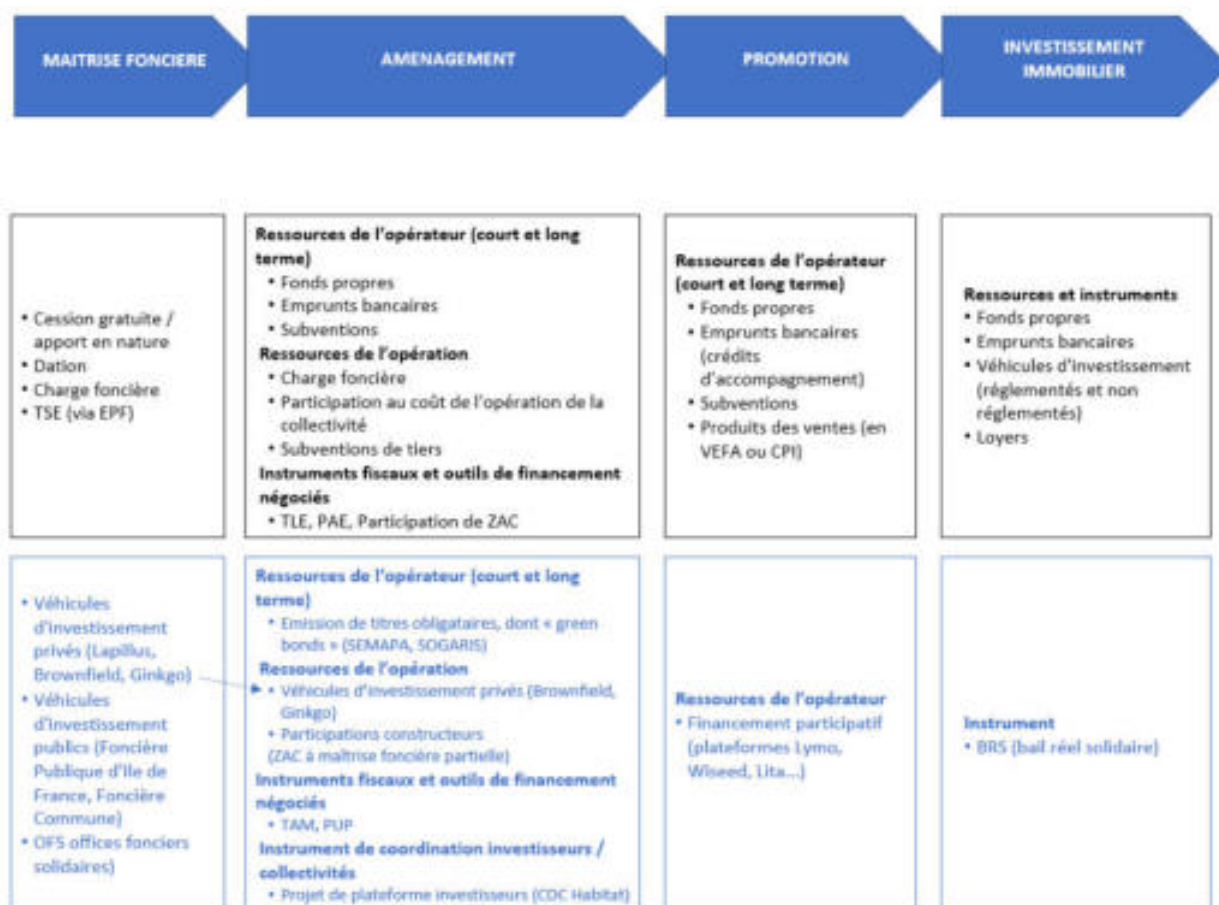 MAITRISE FONCIERE
AMENAGEMENT
PROMOTION
INVESTISSEMENT
IMMOBILIER
• Cession gratuite /
apport en nature
• Dation
• Charge foncière
• TSE (via EPF)
Ressources de l'opérateur (court et long
terme)
• Fonds propres
• Emprunts bancaires
• Subventions
Ressources de l'opération
• Charge foncière
• Participation au coût de l'opération de la
collectivité
• Subventions de tiers
Instruments fiscaux et outils de financement
négociés
• TLE, PAE, Participation de ZAC
Ressources de l'opérateur
(court et long terme)
• Fonds propres
• Emprunts bancaires
(crédits
d'accompagnement)
• Subventions
• Produits des ventes (en
VEFA ou CPI)
Ressources et instruments
• Fonds propres
• Emprunts bancaires
• Véhicules d'investissement
(réglementés et non
réglementés)
• Loyers
• Véhicules
d'investissement
privés (Lapillus,
Brownfield, Ginkgo)
• Véhicules
d'investissement
publics (Foncière
Publique d'Ile de
France, Foncière
Commune)
• OFS offices fonciers
solidaires)
Ressources de l'opérateur (court et long
terme)
• Emission de titres obligataires, dont « green
bonds » (SEMAPA, SOGARIS)
Ressources de l'opération
• Véhicules d'investissement privés (Brownfield,
Ginkgo)
• Participations constructeurs
(ZAC à maîtrise foncière partielle)
Instruments fiscaux et outils de financement
négociés
• TAM, PUP
Instrument de coordination investisseurs /
collectivités
• Projet de plateforme investisseurs (CDC Habitat)
Ressources de l'opérateur
• Financement participatif
(plateformes Lymo,
Wiseed, Lita...)
Instrument
• BRS (bail réel solidaire)